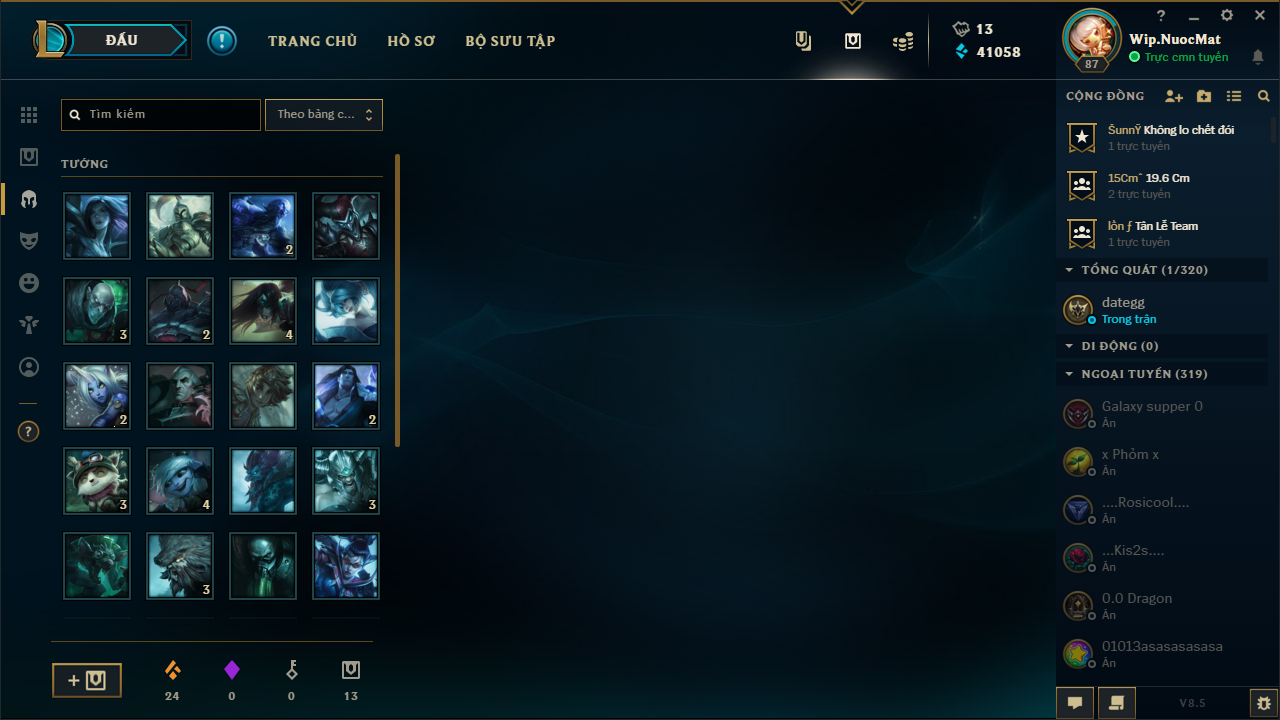 ĐẤU
TRANG CHỦ
HỒ SƠ
BỘ SƯU TẬP
13
41058
?
87
Wip.NuocMat
Trực cmn tuyến
Tìm kiếm
Theo bảng c...
TƯỚNG
2
3
2
4
2
2
3
4
3
3
?
24
0
0
13
CỘNG ĐỒNG
ŠunnŸ Không lo chết đói
1 trực tuyến
15Cmˆ 19.6 Cm
2 trực tuyến
lồn ƒ Tân Lễ Team
1 trực tuyến
TỔNG QUÁT (1/320)
dategg
Trong trận
DI ĐỘNG (0)
NGOẠI TUYẾN (319)
Galaxy supper 0
Ẩn
x Phỏm x
Ẩn
....Rosicool....
Ẩn
...Kis2s....
Ẩn
0.0 Dragon
Ẩn
01013asasasasasa
Ẩn
V8.5